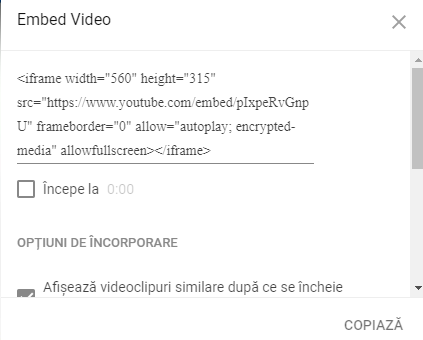 Embed Video
<iframe width="560" height="315"
src="https://www.youtube.com/embed/pIxpeRvGnp
U" frameborder="0" allow="autoplay; encrypted-
media" allowfullscreen></iframe>
Începe la 0:00
OPȚIUNI DE ÎNCORPORARE
Afișează videoclipuri similare după ce se încheie
COPIAZĂ